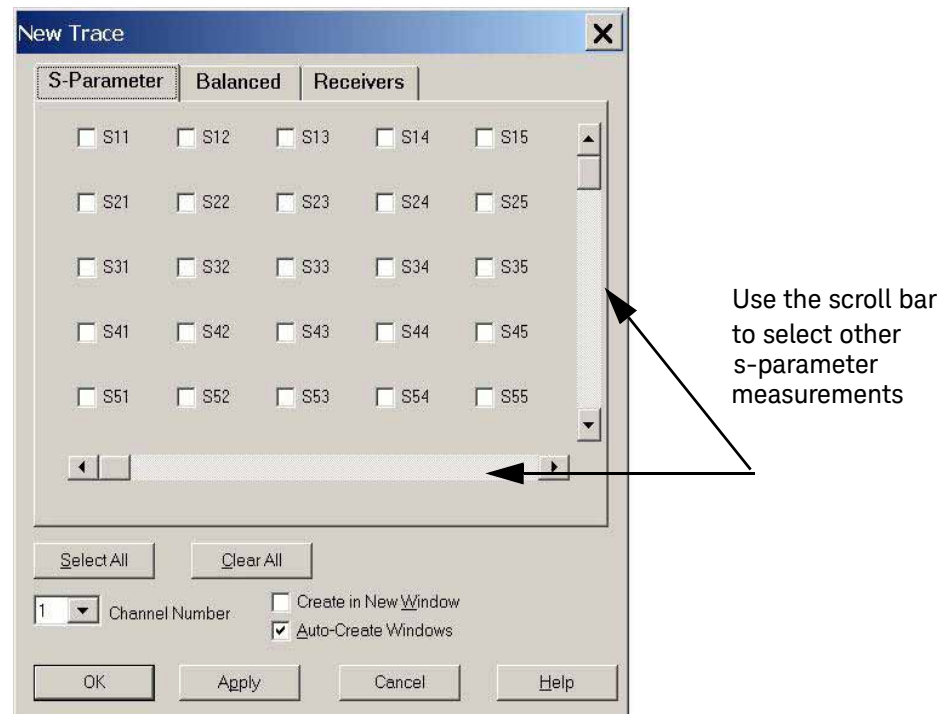 New Trace
S-Parameter Balanced Receivers
S11 S12 S13 S14 S15
S21 S22 S23 S24 S25
S31 S32 S33 S34 S35
S41 S42 S43 S44 S45
S51 S52 S53 S54 S55
Use the scroll bar
to select other
s-parameter
measurements
Select All Clear All
1 Channel Number
Create in New Window
Auto-Create Windows
OK Apply Cancel Help